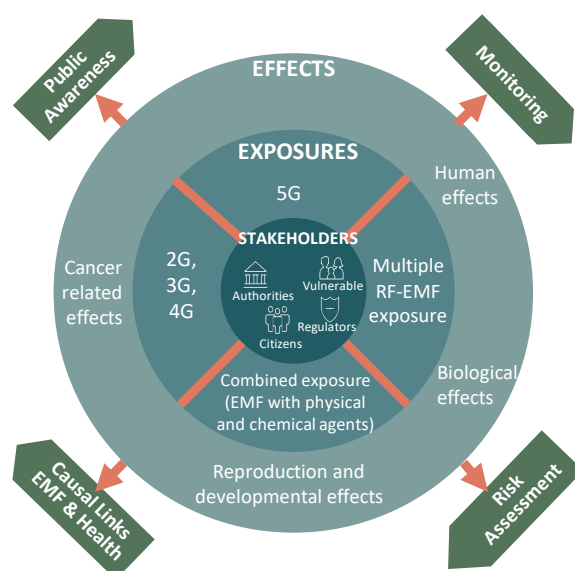 Public
Awareness
Monitoring
EFFECTS
EXPOSURES
5G
Human
effects
STAKEHOLDERS
Authorities
Vulnerable
Citizens
Regulators
2G,
3G,
4G
Cancer
related
effects
Multiple
RF-EMF
exposure
Combined exposure
(EMF with physical
and chemical agents)
Biological
effects
Reproduction and
developmental effects
Causal Links
EMF & Health
Risk
Assessment